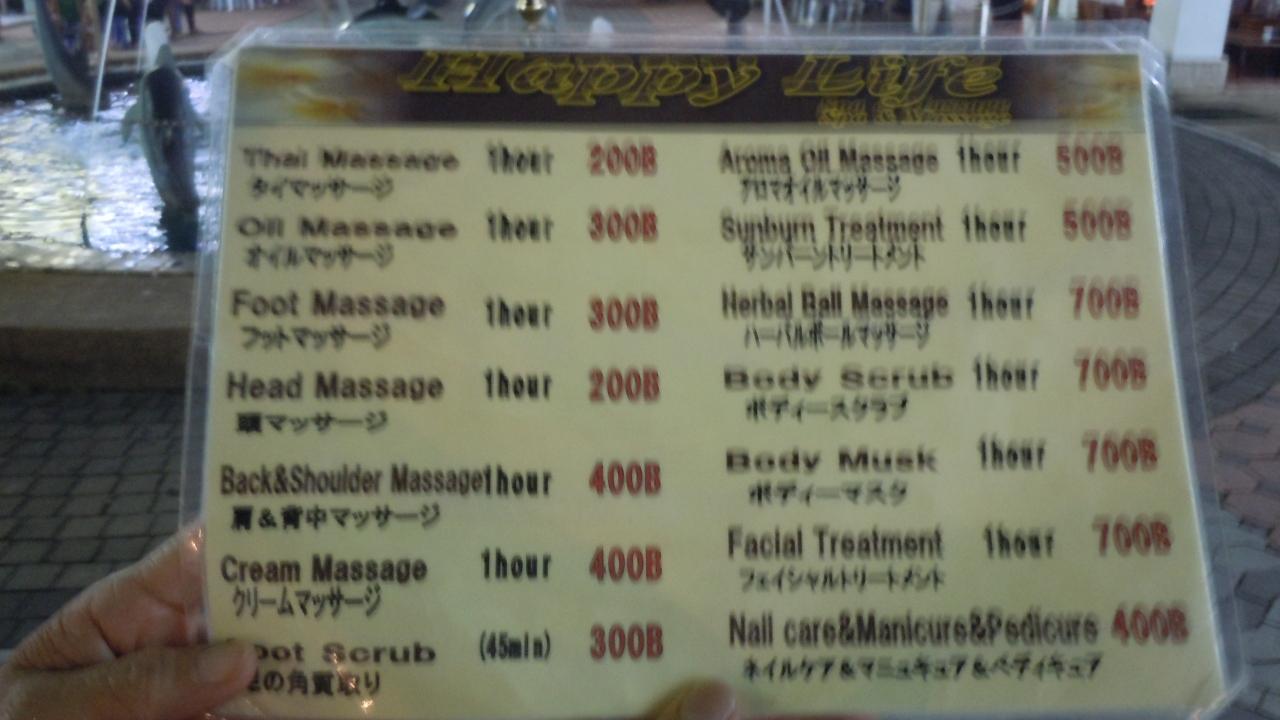 Happy Life
Spa & Massage
Thai Massage 1hour 200B
タイマッサージ
Oil Massage 1hour 300B
オイルマッサージ
Foot Massage 1hour 300B
フットマッサージ
Head Massage 1hour 200B
頭マッサージ
Back&Shoulder Massage 1hour 400B
肩&背中マッサージ
Cream Massage 1hour 400B
クリームマッサージ
oot Scrub (45min) 300B
の角質取り
Aroma Oil Massage 1hour 500B
アロマオイルマッサージ
Sunburn Treatment 1hour 500B
サンバーントリートメント
Herbal Ball Massage 1hour 700B
ハーバルボールマッサージ
Body Scrub 1hour 700B
ボディースクラブ
Body Musk 1hour 700B
ボディーマスク
Facial Treatment 1hour 700B
フェイシャルトリートメント
Nail care&Manicure&Pedicure 400B
ネイルケア&マニュキュア&ペディキュア